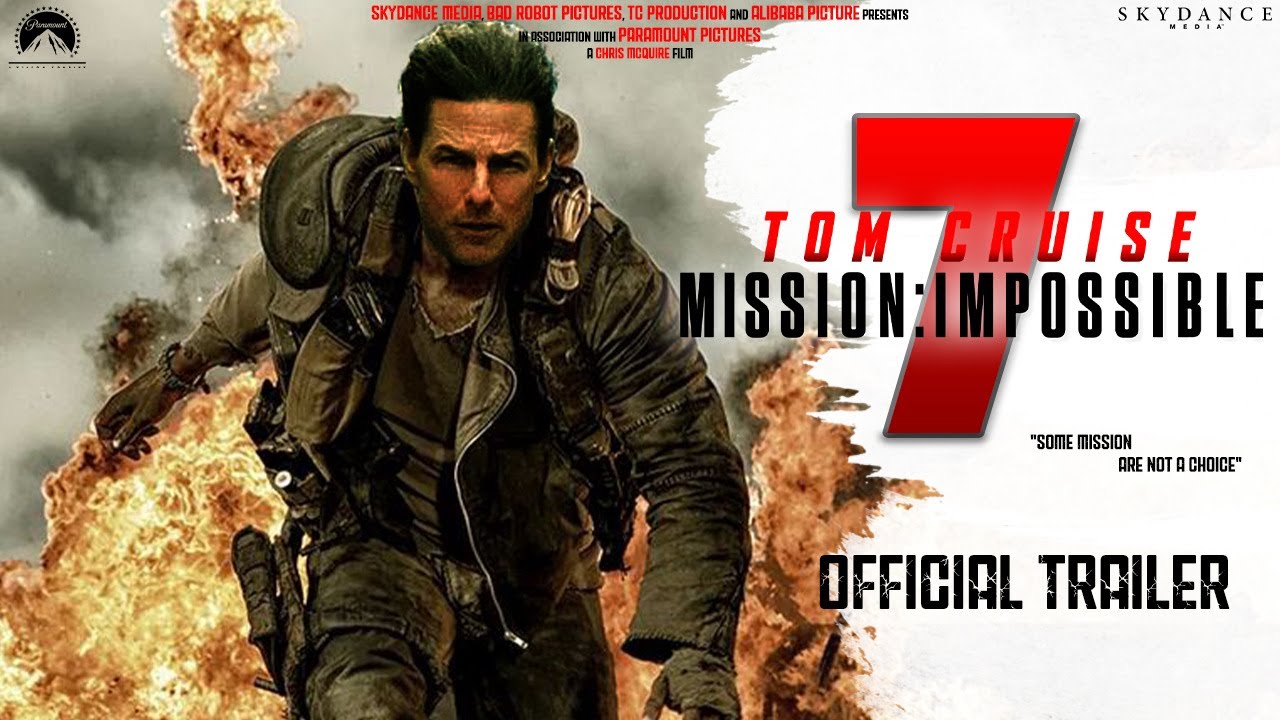 Paramount
SKYDANCE MEDIA, BAD ROBOT PICTURES, TC PRODUCTION AND ALIBABA PICTURE PRESENTS
IN ASSOCIATION WITH PARAMOUNT PICTURES
A CHRIS MCQUIRE FILM
SKYDANCE
MEDIA
7
TOM CRUISE
MISSION:IMPOSSIBLE
"SOME MISSION
ARE NOT A CHOICE"
OFFICIAL TRAILER